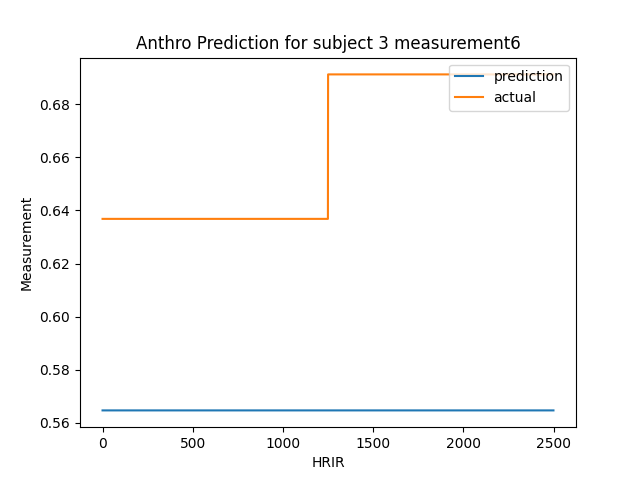 Anthro Prediction for subject 3 measurement6
prediction
actual
Measurement
0.68
0.66
0.64
0.62
0.60
0.58
0.56
0
500
1000
1500
2000
2500
HRIR